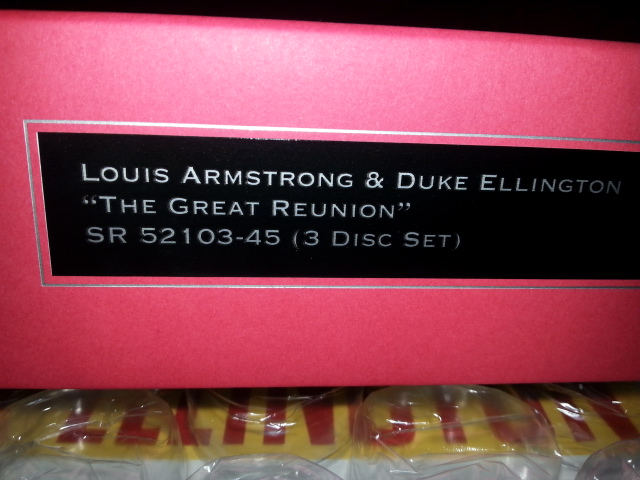 LOUIS ARMSTRONG & DUKE ELLINGTON
"THE GREAT REUNION"
SR 52103-45 (3 DISC SET)